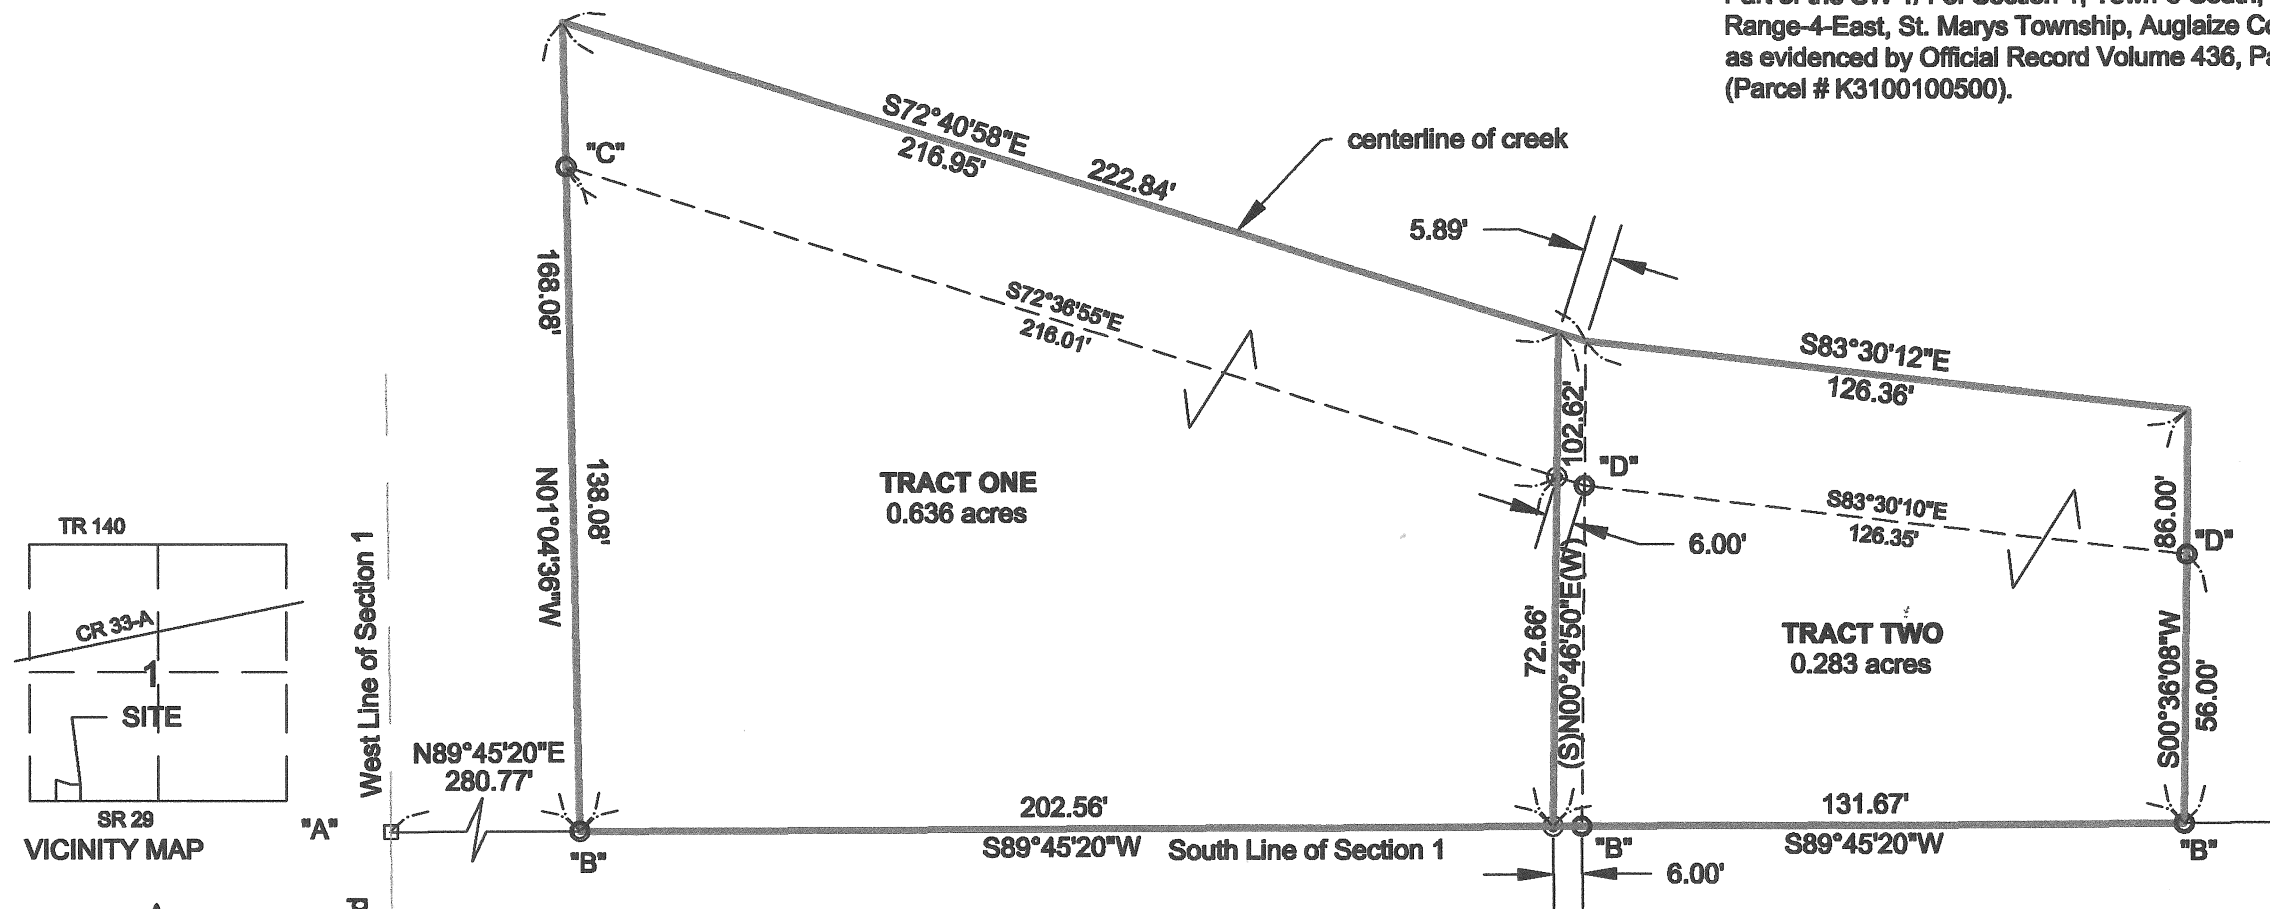 Range-4-East, St. Marys Township, Auglaize Co
as evidenced by Official Record Volume 436, Pa
(Parcel # K3100100500).
S72°40'58"E
216.95'
222.84'
centerline of creek
"C"
5.89'
168.08'
S72°36'55"E
216.01'
S83°30'12"E
126.36'
102.62'
"D"
138.08'
N01°04'36"W
TRACT ONE
0.636 acres
S83°30'10"E
126.35'
86.00'
"D"
6.00'
TR 140
CR 33-A
1
SITE
SR 29
VICINITY MAP
West Line of Section 1
72.66'
(S)N00°46'50"E(W)
TRACT TWO
0.283 acres
S00°36'08"W
56.00'
N89°45'20"E
280.77'
"A"
202.56'
131.67'
"B"
S89°45'20"W
South Line of Section 1
"B"
S89°45'20"W
"B"
6.00'